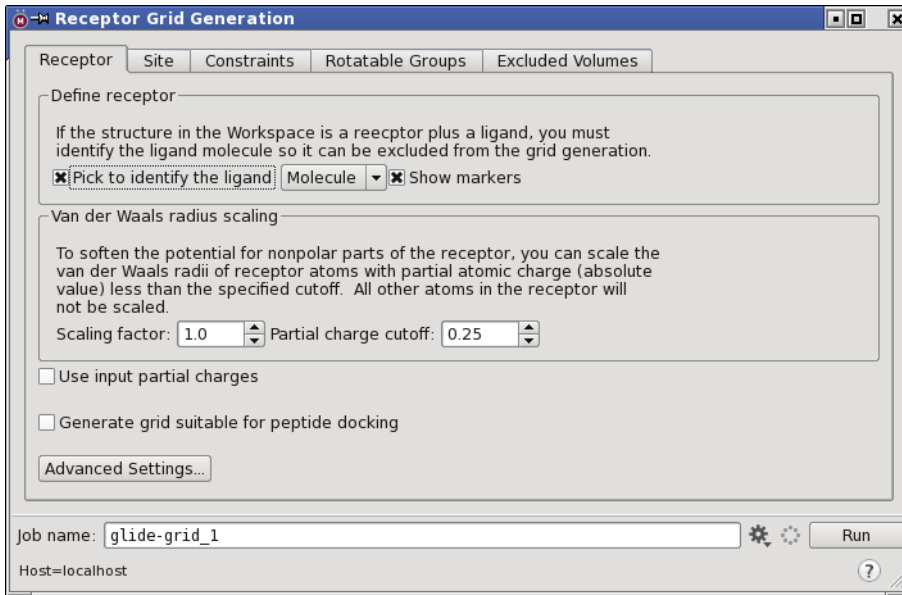 Receptor Grid Generation
Receptor Site Constraints Rotatable Groups Excluded Volumes
Define receptor
If the structure in the Workspace is a reecptor plus a ligand, you must
identify the ligand molecule so it can be excluded from the grid generation.
Pick to identify the ligand Molecule Show markers
Van der Waals radius scaling
To soften the potential for nonpolar parts of the receptor, you can scale the
van der Waals radii of receptor atoms with partial atomic charge (absolute
value) less than the specified cutoff. All other atoms in the receptor will
not be scaled.
Scaling factor: 1.0 Partial charge cutoff: 0.25
Use input partial charges
Generate grid suitable for peptide docking
Advanced Settings...
Job name: glide-grid_1 Run
Host=localhost ?